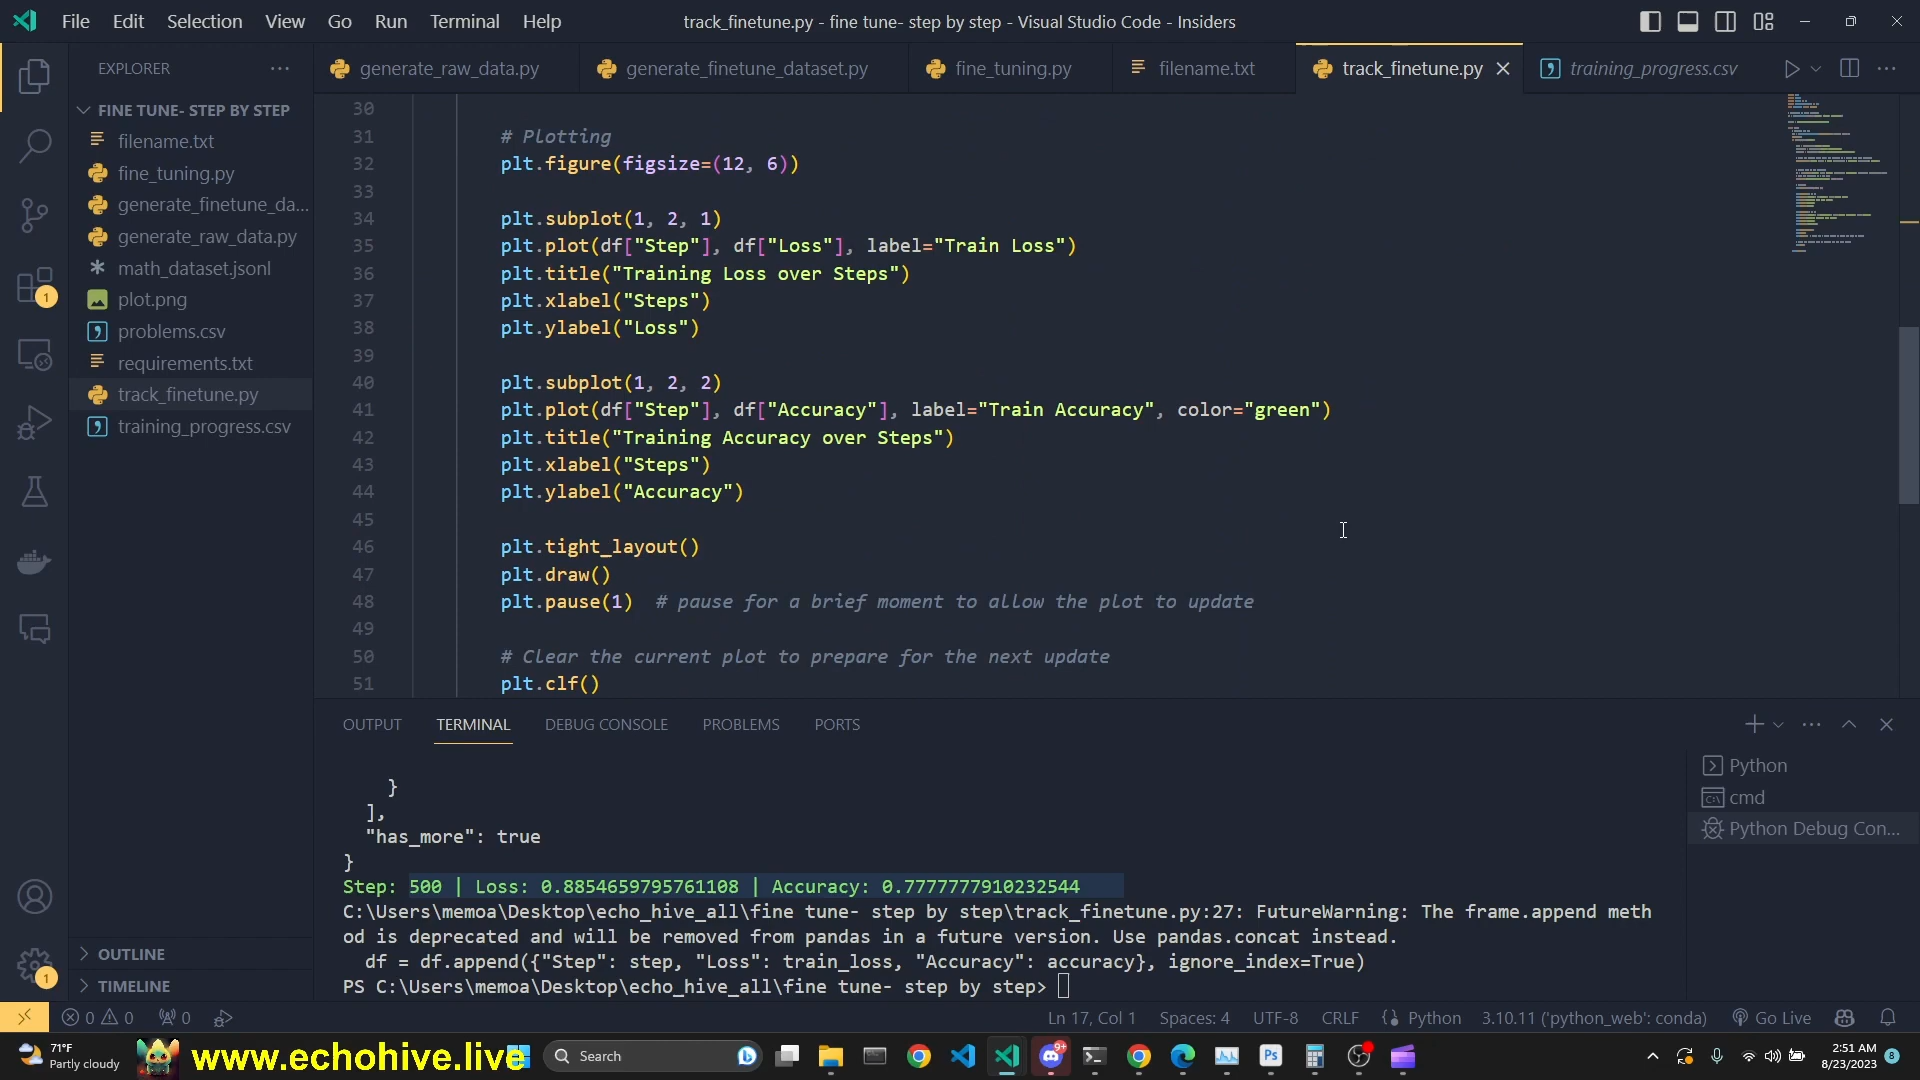 File Edit Selection View Go Run Terminal Help
track_finetune.py - fine tune- step by step - Visual Studio Code - Insiders
EXPLORER
generate_raw_data.py
generate_finetune_dataset.py
fine_tuning.py
filename.txt
track_finetune.py
training_progress.csv
FINE TUNE- STEP BY STEP
filename.txt
fine_tuning.py
generate_finetune_da...
generate_raw_data.py
math_dataset.jsonl
plot.png
problems.csv
requirements.txt
track_finetune.py
training_progress.csv
OUTLINE
TIMELINE
1
1
30
31 # Plotting
32 plt.figure(figsize=(12, 6))
33
34 plt.subplot(1, 2, 1)
35 plt.plot(df["Step"], df["Loss"], label="Train Loss")
36 plt.title("Training Loss over Steps")
37 plt.xlabel("Steps")
38 plt.ylabel("Loss")
39
40 plt.subplot(1, 2, 2)
41 plt.plot(df["Step"], df["Accuracy"], label="Train Accuracy", color="green")
42 plt.title("Training Accuracy over Steps")
43 plt.xlabel("Steps")
44 plt.ylabel("Accuracy")
45
46 plt.tight_layout()
47 plt.draw()
48 plt.pause(1) # pause for a brief moment to allow the plot to update
49
50 # Clear the current plot to prepare for the next update
51 plt.clf()
OUTPUT TERMINAL DEBUG CONSOLE PROBLEMS PORTS
}
],
"has_more": true
}
Step: 500 | Loss: 0.8854659795761108 | Accuracy: 0.7777777910232544
C:\Users\memoa\Desktop\echo_hive_all\fine tune- step by step\track_finetune.py:27: FutureWarning: The frame.append meth
od is deprecated and will be removed from pandas in a future version. Use pandas.concat instead.
df = df.append({"Step": step, "Loss": train_loss, "Accuracy": accuracy}, ignore_index=True)
PS C:\Users\memoa\Desktop\echo_hive_all\fine tune- step by step>
Python
cmd
Python Debug Con...
0 0 0
Ln 17, Col 1 Spaces: 4 UTF-8 CRLF Python 3.10.11 ('python_web': conda) Go Live
71°F
Partly cloudy
www.echohive.live
Search
9+
Ps
2:51 AM
8/23/2023
8